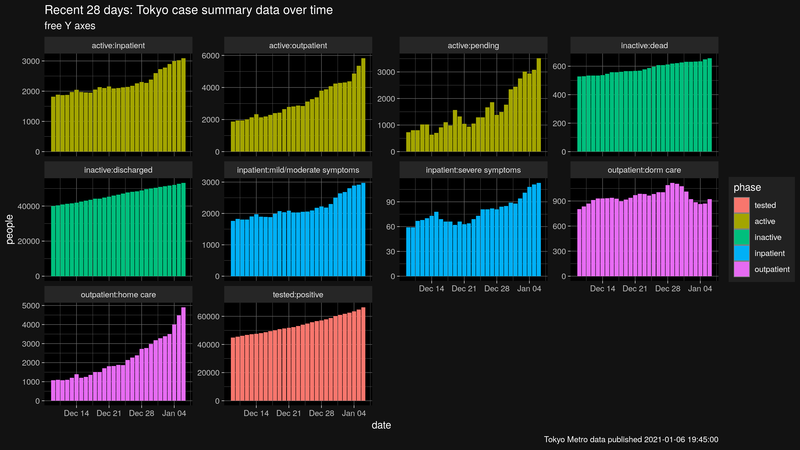 Recent 28 days: Tokyo case summary data over time
free Y axes
active:inpatient
active:outpatient
active:pending
inactive:dead
3000
2000
1000
0
6000
4000
2000
0
3000
2000
1000
0
600
400
200
0
inactive:discharged
inpatient:mild/moderate symptoms
inpatient:severe symptoms
outpatient:dorm care
40000
20000
0
3000
2000
1000
0
90
60
30
0
900
600
300
0
Dec 14 Dec 21 Dec 28 Jan 04
Dec 14 Dec 21 Dec 28 Jan 04
outpatient:home care
tested:positive
5000
4000
3000
2000
1000
0
60000
40000
20000
0
Dec 14 Dec 21 Dec 28 Jan 04
Dec 14 Dec 21 Dec 28 Jan 04
people
date
phase
tested
active
inactive
inpatient
outpatient
Tokyo Metro data published 2021-01-06 19:45:00